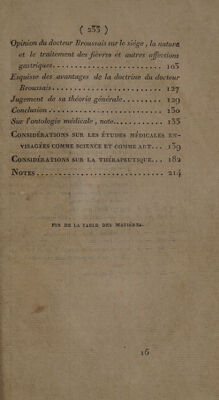 ( 233 )
Opinion du docteur Broussais sur le siége, la nature
et le traitement des fièvres et autres affections
gastriques.................... 103
Esquisse des avantages de la doctrine du docteur
Broussais..................... 127
Jugement de sa théorie générale......... 129
Conclusion..................... 130
Sur l'ontologie médicale, note........... 133
CONSIDÉRATIONS SUR LES ÉTUDES MÉDICALES EN-
VISAGÉES COMME SCIENCE ET COMME ART... 139
CONSIDÉRATIONS SUR LA THÉRAPEUTIQUE... 182
NOTES........................ 214
FIN DE LA TABLE DES MATIÈRES.
16